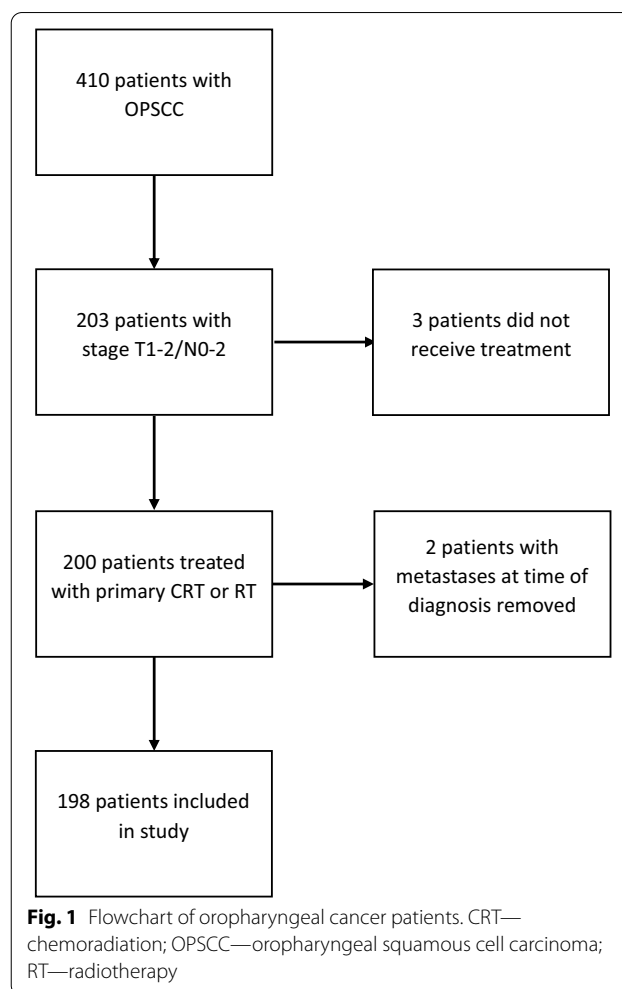 410 patients with
OPSCC
203 patients with
stage T1-2/N0-2
3 patients did not
receive treatment
200 patients treated
with primary CRT or RT
2 patients with
metastases at time of
diagnosis removed
198 patients included
in study
Fig. 1 Flowchart of oropharyngeal cancer patients. CRT—
chemoradiation; OPSCC—oropharyngeal squamous cell carcinoma;
RT—radiotherapy